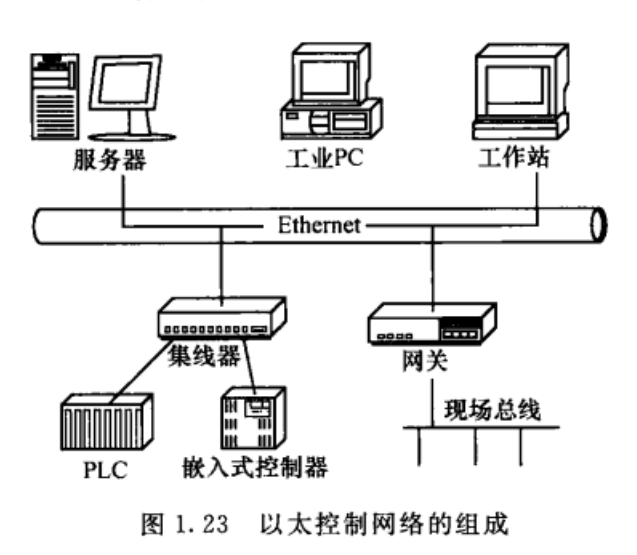 服务器
工业PC
工作站
Ethernet
集线器
网关
现场总线
PLC
嵌入式控制器
图 1.23 以太控制网络的组成